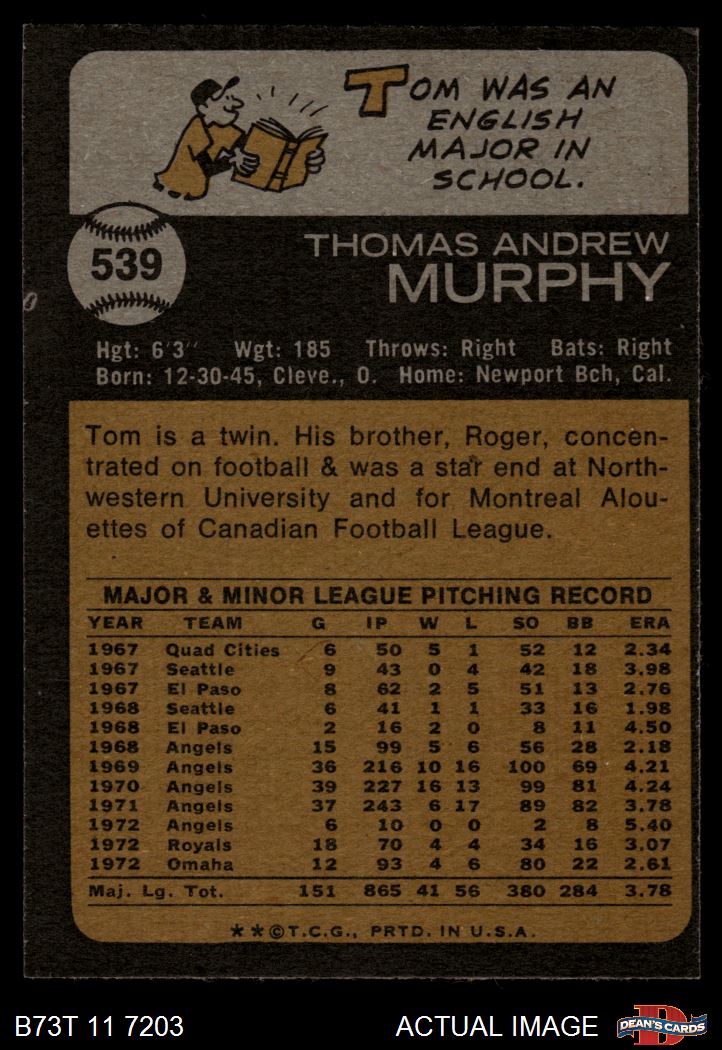 TOM WAS AN
ENGLISH
MAJOR IN
SCHOOL.
539
THOMAS ANDREW
MURPHY
Hgt: 6'3" Wgt: 185 Throws: Right Bats: Right
Born: 12-30-45, Cleve., O. Home: Newport Bch, Cal.
Tom is a twin. His brother, Roger, concen-
trated on football & was a star end at North-
western University and for Montreal Alou-
ettes of Canadian Football League.
MAJOR & MINOR LEAGUE PITCHING RECORD
YEAR TEAM G IP W L SO BB ERA
1967 Quad Cities 6 50 5 1 52 12 2.34
1967 Seattle 9 43 0 4 42 18 3.98
1967 El Paso 8 62 2 5 51 13 2.76
1968 Seattle 6 41 1 1 33 16 1.98
1968 El Paso 2 16 2 0 8 11 4.50
1968 Angels 15 99 5 6 56 28 2.18
1969 Angels 36 216 10 16 100 69 4.21
1970 Angels 39 227 16 13 99 81 4.24
1971 Angels 37 243 6 17 89 82 3.78
1972 Angels 6 10 0 0 2 8 5.40
1972 Royals 18 70 4 4 34 16 3.07
1972 Omaha 12 93 4 6 80 22 2.61
Maj. Lg. Tot. 151 865 41 56 380 284 3.78
**©T.C.G., PRTD. IN U.S.A.
B73T 11 7203 ACTUAL IMAGE DEAN'S CARDS